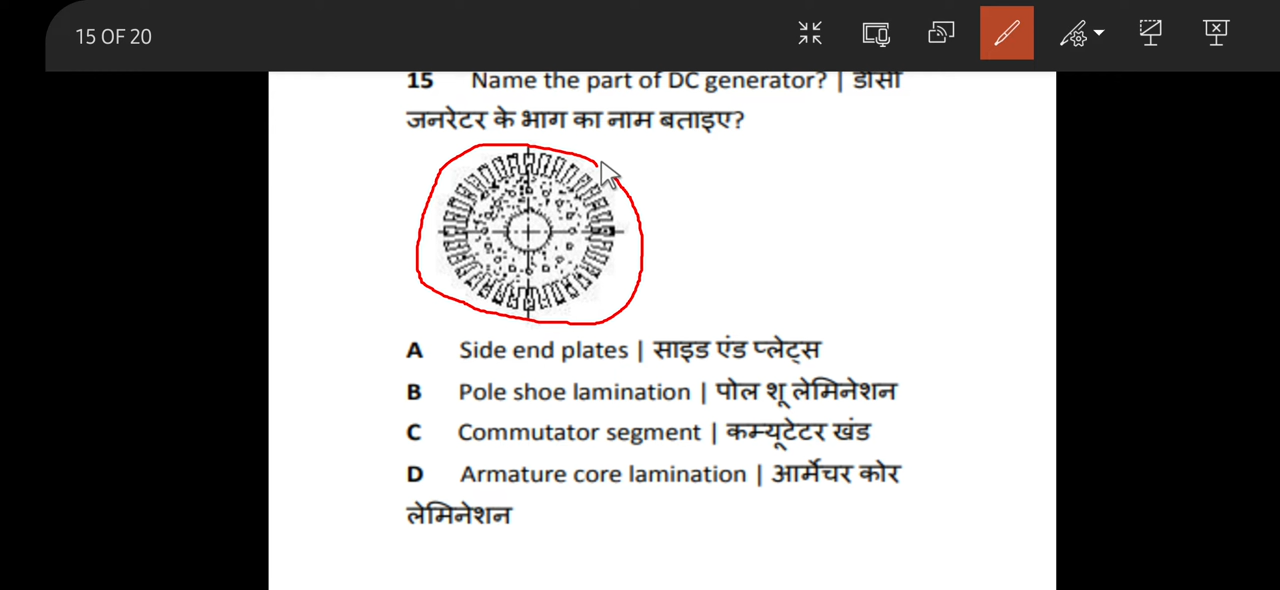 15 OF 20
15 Name the part of DC generator? | डीसी
जनरेटर के भाग का नाम बताइए?
A Side end plates | साइड एंड प्लेट्स
B Pole shoe lamination | पोल शू लेमिनेशन
C Commutator segment | कम्यूटेटर खंड
D Armature core lamination | आर्मेचर कोर
लेमिनेशन